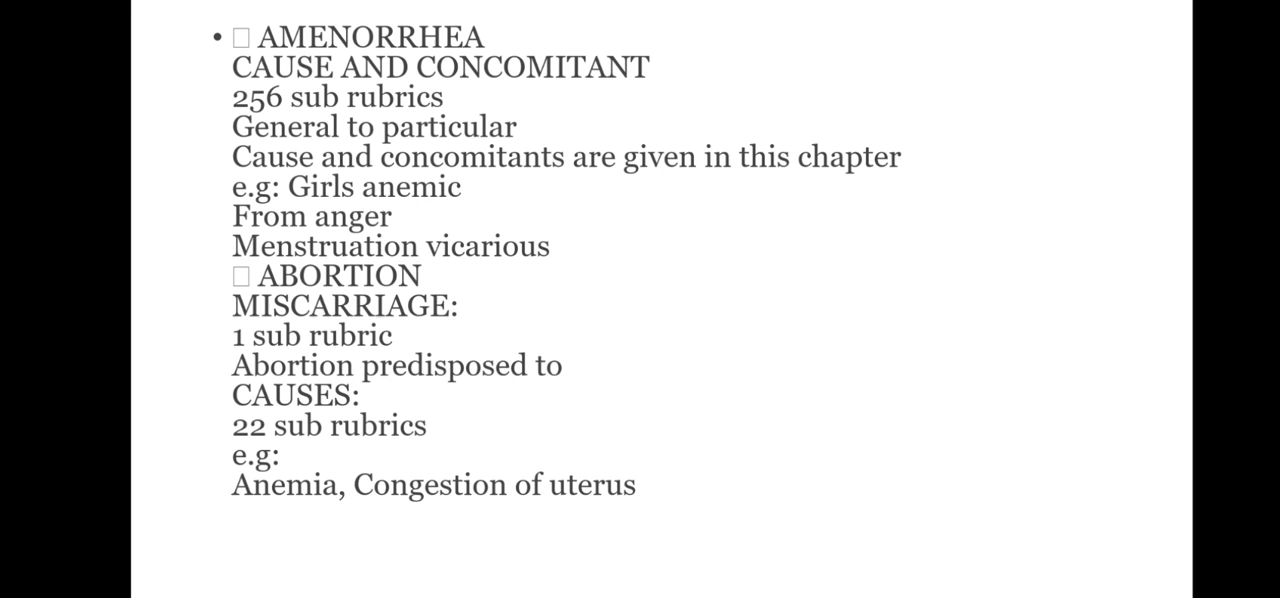 • □ AMENORRHEA
CAUSE AND CONCOMITANT
256 sub rubrics
General to particular
Cause and concomitants are given in this chapter
e.g: Girls anemic
From anger
Menstruation vicarious
□ ABORTION
MISCARRIAGE:
1 sub rubric
Abortion predisposed to
CAUSES:
22 sub rubrics
e.g:
Anemia, Congestion of uterus